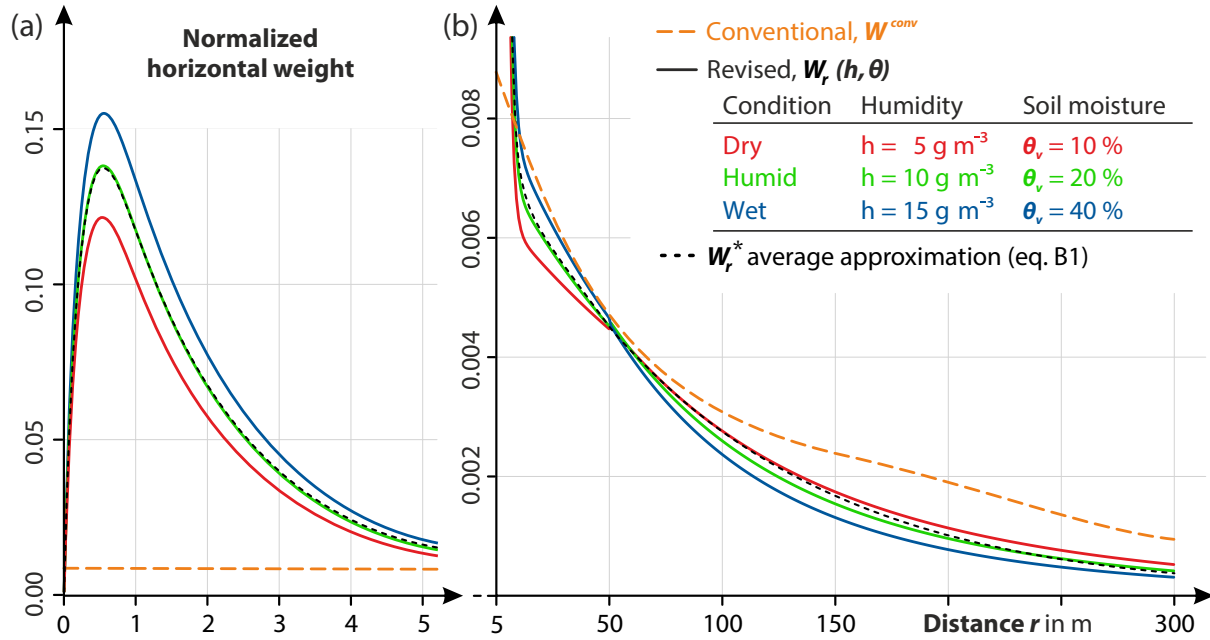 (a)
Normalized
horizontal weight
0.15
0.10
0.05
0.00
0 1 2 3 4 5
(b)
Conventional, W^conv
Revised, W_r (h, θ)
Condition Humidity Soil moisture
Dry h = 5 g m⁻³ θ_v = 10 %
Humid h = 10 g m⁻³ θ_v = 20 %
Wet h = 15 g m⁻³ θ_v = 40 %
W_r* average approximation (eq. B1)
0.008
0.006
0.004
0.002
5 50 100 150 Distance r in m 300